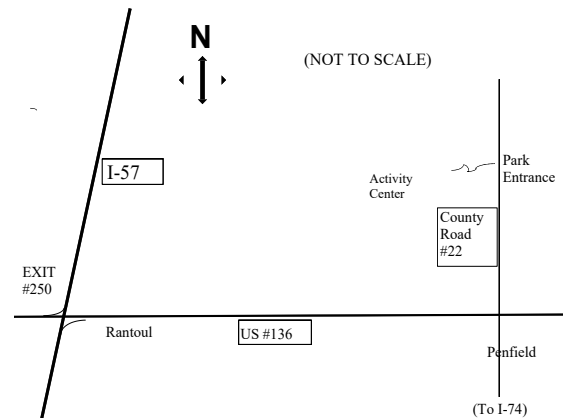 N
(NOT TO SCALE)
I-57
Park
Entrance
Activity
Center
County
Road
#22
EXIT
#250
Rantoul
US #136
Penfield
(To I-74)